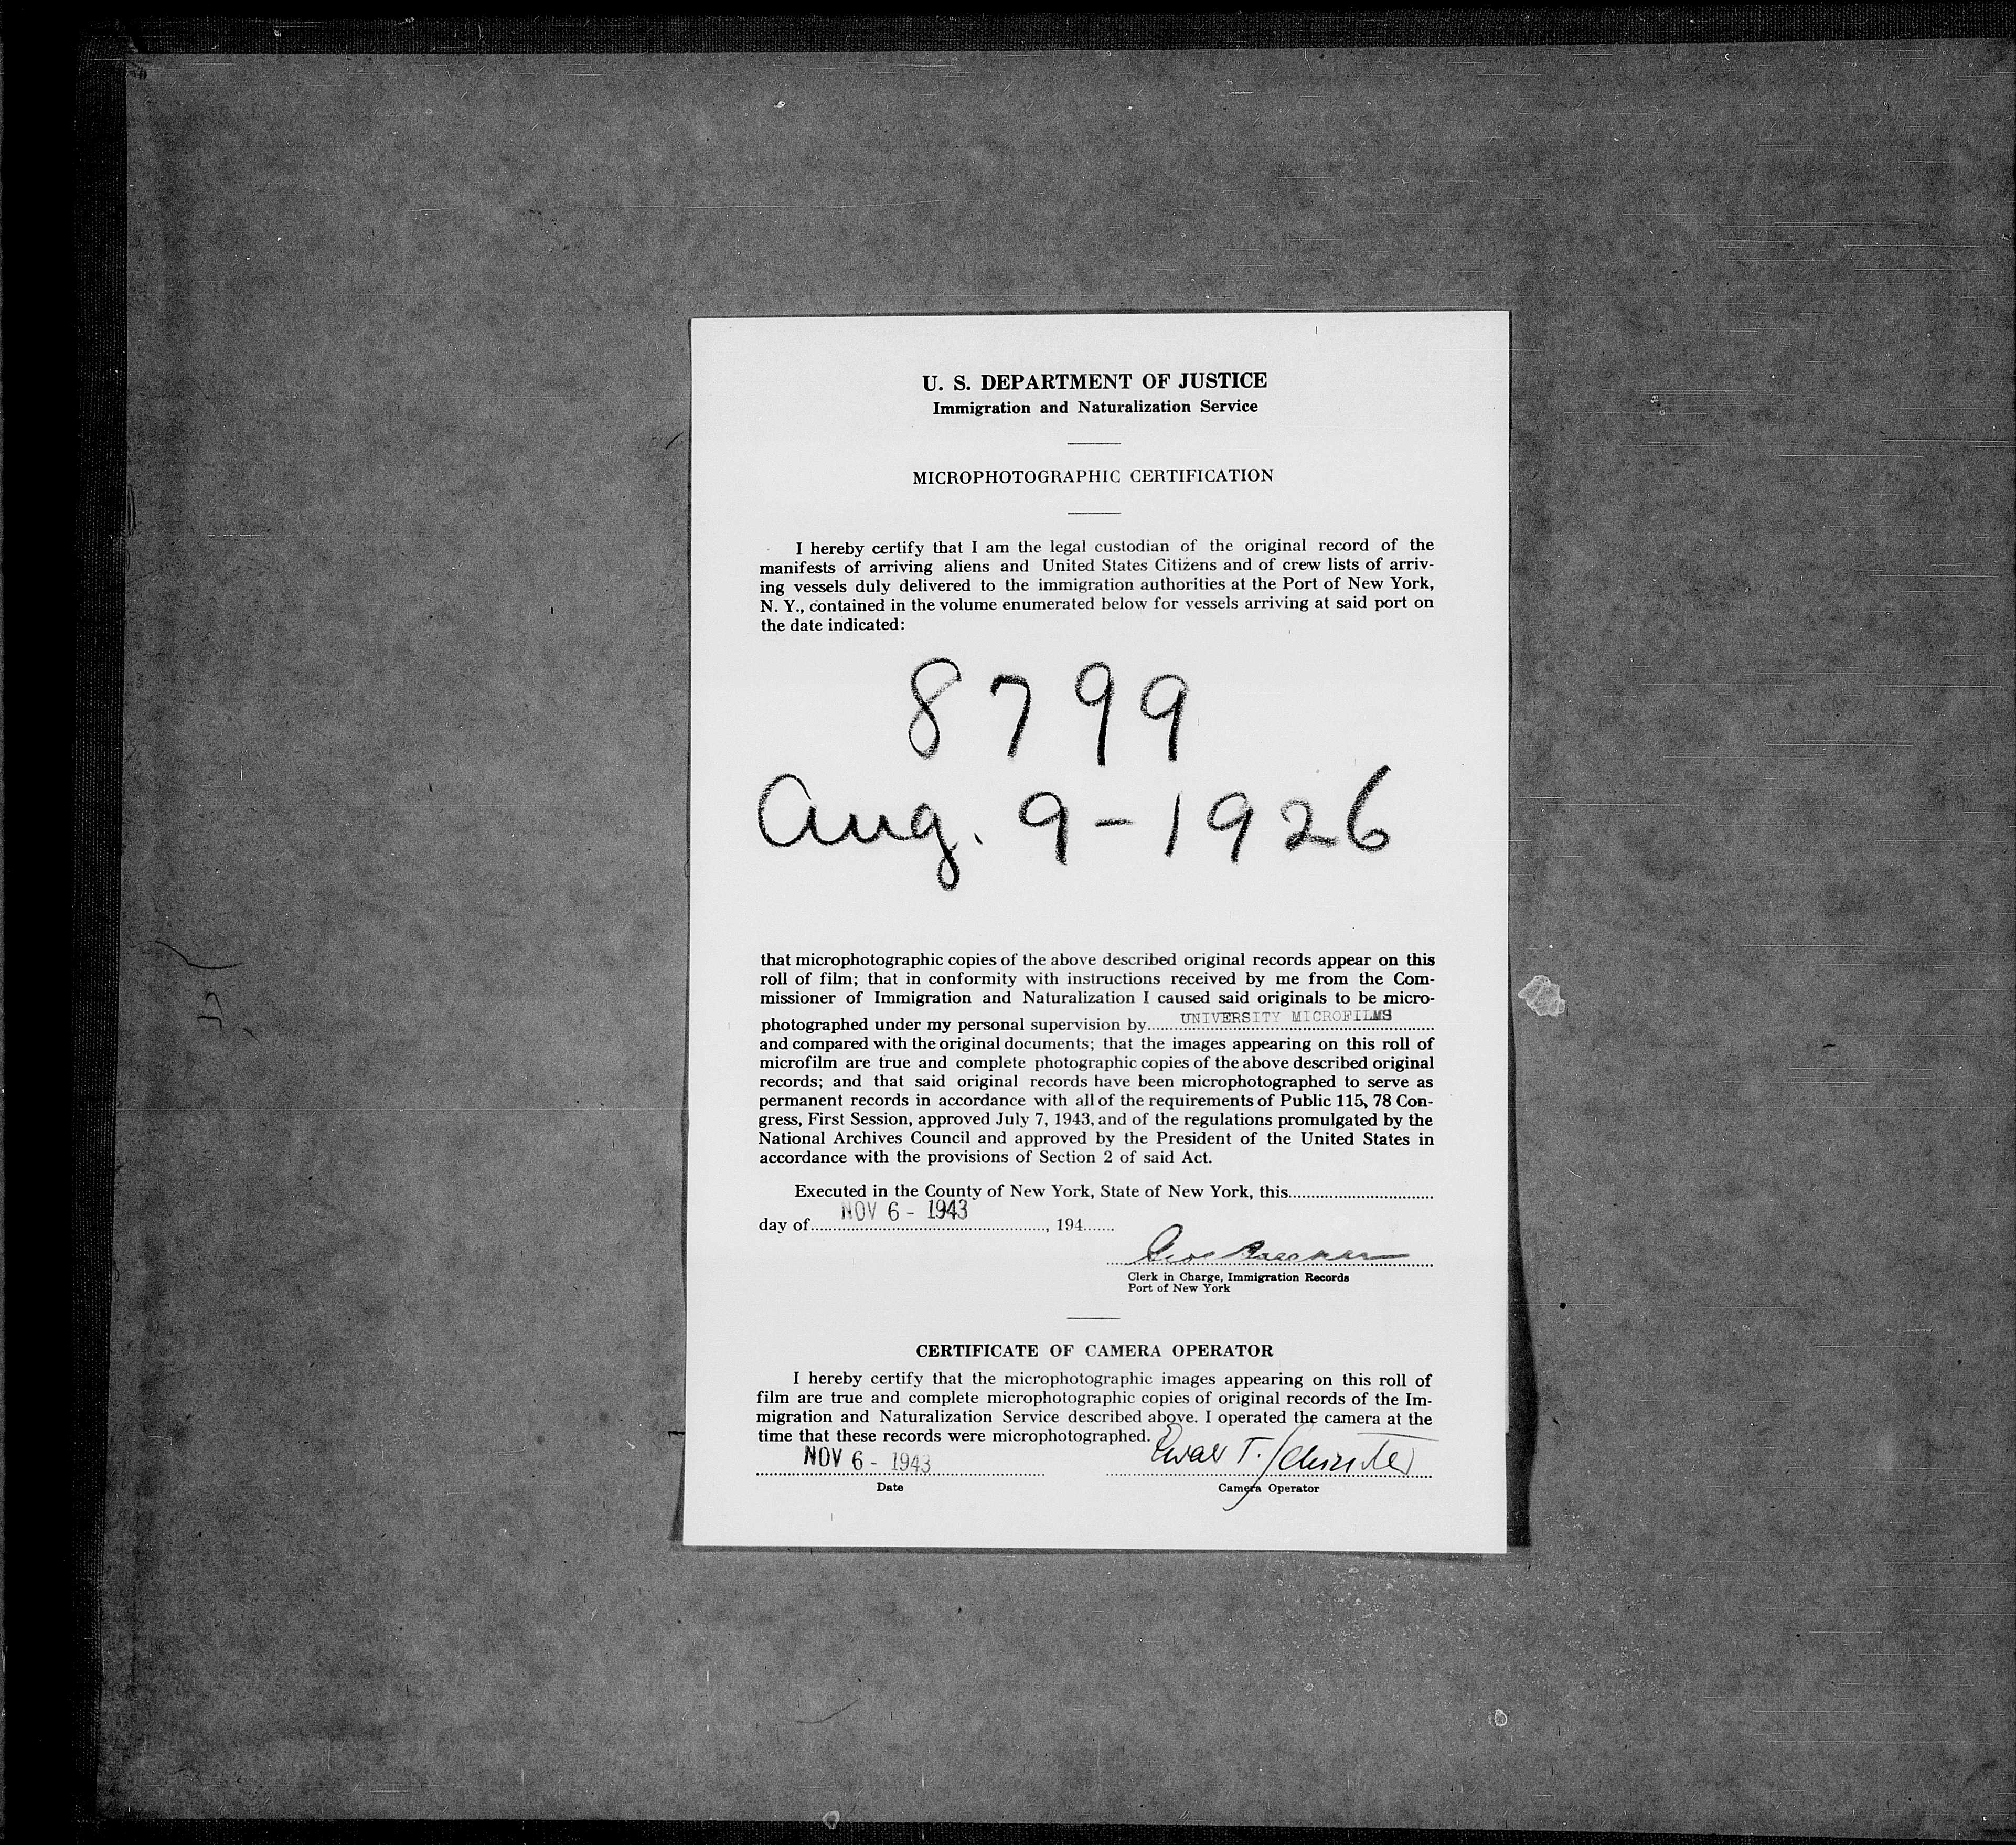 U. S. DEPARTMENT OF JUSTICE
Immigration and Naturalization Service
MICROPHOTOGRAPHIC CERTIFICATION
I hereby certify that I am the legal custodian of the original record of the
manifests of arriving aliens and United States Citizens and of crew lists of arriv-
ing vessels duly delivered to the immigration authorities at the Port of New York,
N. Y., contained in the volume enumerated below for vessels arriving at said port on
the date indicated:
8799
Aug. 9-1926
that microphotographic copies of the above described original records appear on this
roll of film; that in conformity with instructions received by me from the Com-
missioner of Immigration and Naturalization I caused said originals to be micro-
photographed under my personal supervision by UNIVERSITY MICROFILMS
and compared with the original documents; that the images appearing on this roll of
microfilm are true and complete photographic copies of the above described original
records; and that said original records have been microphotographed to serve as
permanent records in accordance with all of the requirements of Public 115, 78 Con-
gress, First Session, approved July 7, 1943, and of the regulations promulgated by the
National Archives Council and approved by the President of the United States in
accordance with the provisions of Section 2 of said Act.
Executed in the County of New York, State of New York, this
day of NOV 6 - 1943, 194
Clerk in Charge, Immigration Records
Port of New York
CERTIFICATE OF CAMERA OPERATOR
I hereby certify that the microphotographic images appearing on this roll of
film are true and complete microphotographic copies of original records of the Im-
migration and Naturalization Service described above. I operated the camera at the
time that these records were microphotographed.
NOV 6 - 1943 T.
Date Camera Operator